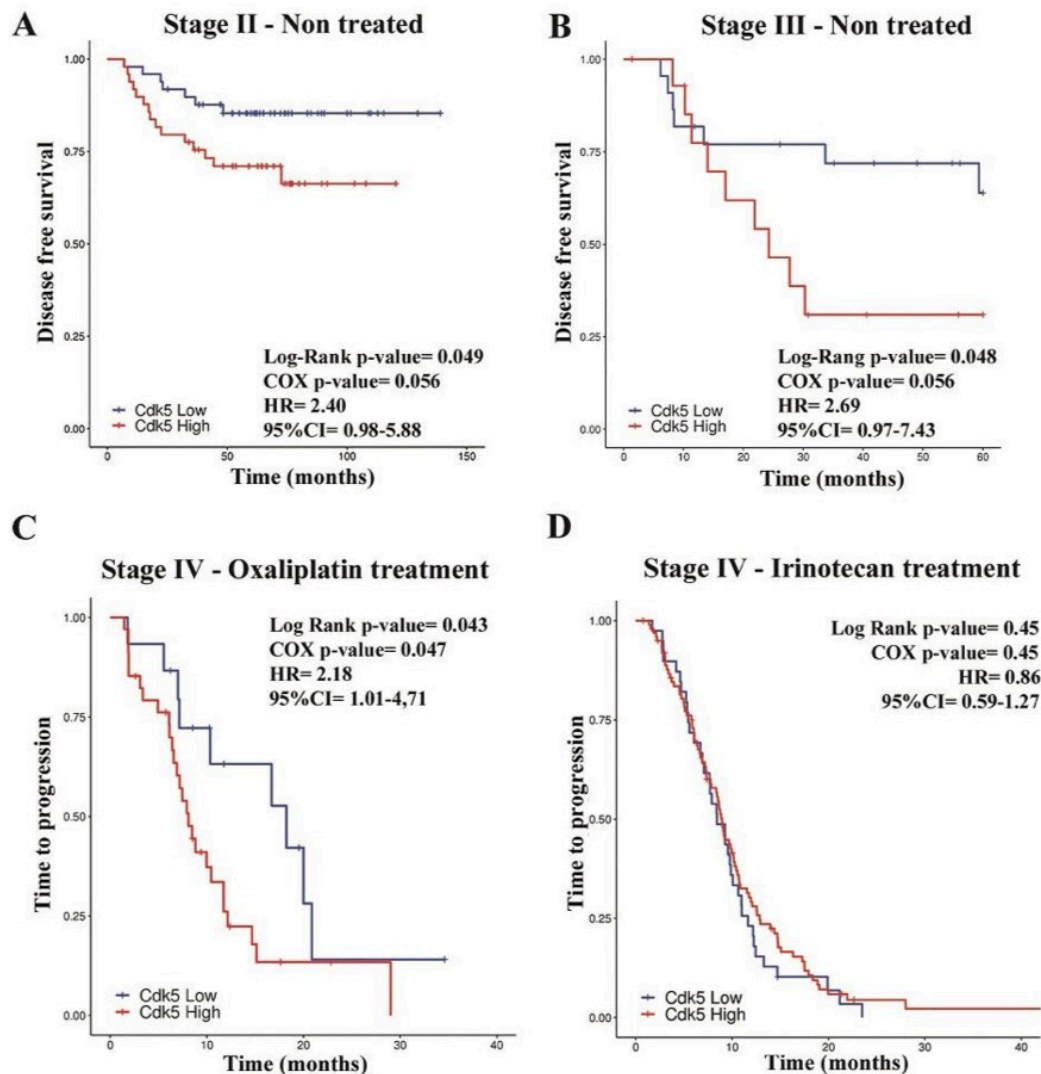 A
Stage II - Non treated
1.00
0.75
0.50
0.25
0.00
Disease free survival
Log-Rank p-value= 0.049
COX p-value= 0.056
HR= 2.40
95%CI= 0.98-5.88
Cdk5 Low
Cdk5 High
0
50
100
150
Time (months)
B
Stage III - Non treated
1.00
0.75
0.50
0.25
0.00
Disease free survival
Log-Rang p-value= 0.048
COX p-value= 0.056
HR= 2.69
95%CI= 0.97-7.43
Cdk5 Low
Cdk5 High
0
10
20
30
40
50
60
Time (months)
C
Stage IV - Oxaliplatin treatment
1.00
0.75
0.50
0.25
0.00
Time to progression
Log Rank p-value= 0.043
COX p-value= 0.047
HR= 2.18
95%CI= 1.01-4,71
Cdk5 Low
Cdk5 High
0
10
20
30
40
Time (months)
D
Stage IV - Irinotecan treatment
1.00
0.75
0.50
0.25
0.00
Time to progression
Log Rank p-value= 0.45
COX p-value= 0.45
HR= 0.86
95%CI= 0.59-1.27
Cdk5 Low
Cdk5 High
0
10
20
30
40
Time (months)